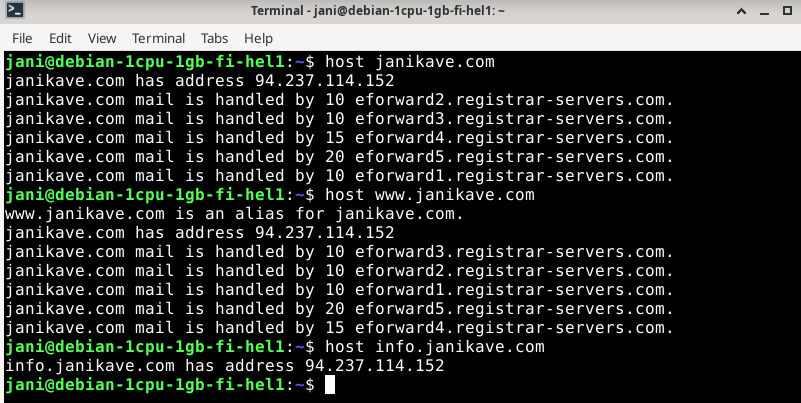 Terminal - jani@debian-1cpu-1gb-fi-hel1: ~
File Edit View Terminal Tabs Help
jani@debian-1cpu-1gb-fi-hel1:~$ host janikave.com
janikave.com has address 94.237.114.152
janikave.com mail is handled by 10 eforward2.registrar-servers.com.
janikave.com mail is handled by 10 eforward3.registrar-servers.com.
janikave.com mail is handled by 15 eforward4.registrar-servers.com.
janikave.com mail is handled by 20 eforward5.registrar-servers.com.
janikave.com mail is handled by 10 eforward1.registrar-servers.com.
jani@debian-1cpu-1gb-fi-hel1:~$ host www.janikave.com
www.janikave.com is an alias for janikave.com.
janikave.com has address 94.237.114.152
janikave.com mail is handled by 10 eforward3.registrar-servers.com.
janikave.com mail is handled by 10 eforward2.registrar-servers.com.
janikave.com mail is handled by 10 eforward1.registrar-servers.com.
janikave.com mail is handled by 20 eforward5.registrar-servers.com.
janikave.com mail is handled by 15 eforward4.registrar-servers.com.
jani@debian-1cpu-1gb-fi-hel1:~$ host info.janikave.com
info.janikave.com has address 94.237.114.152
jani@debian-1cpu-1gb-fi-hel1:~$